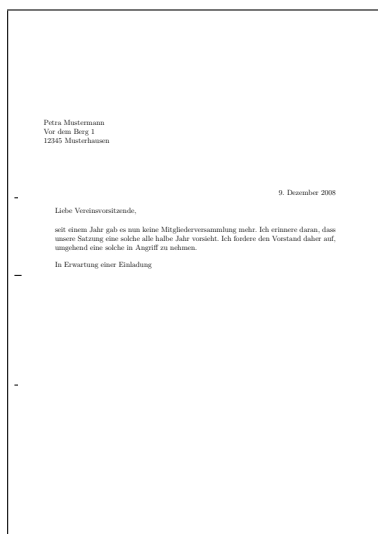 Petra Mustermann
Vor dem Berg 1
12345 Musterhausen
9. Dezember 2008
Liebe Vereinsvorsitzende,
seit einem Jahr gab es nun keine Mitgliederversammlung mehr. Ich erinnere daran, dass
unsere Satzung eine solche alle halbe Jahr vorsieht. Ich fordere den Vorstand daher auf,
umgehend eine solche in Angriff zu nehmen.
In Erwartung einer Einladung